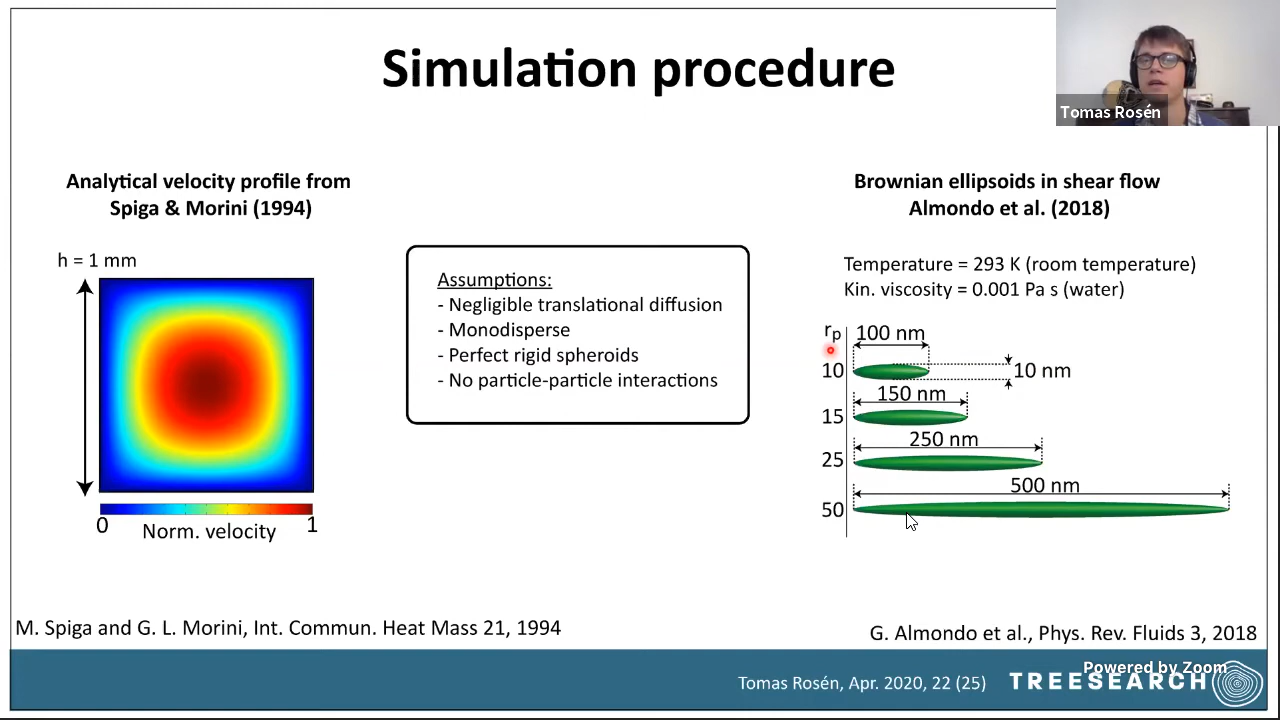 Simulation procedure
Tomas Rosén
Analytical velocity profile from
Spiga & Morini (1994)
h = 1 mm
0
1
Norm. velocity
Assumptions:
- Negligible translational diffusion
- Monodisperse
- Perfect rigid spheroids
- No particle-particle interactions
Brownian ellipsoids in shear flow
Almondo et al. (2018)
Temperature = 293 K (room temperature)
Kin. viscosity = 0.001 Pa s (water)
rp
100 nm
10
10 nm
150 nm
15
250 nm
25
500 nm
50
M. Spiga and G. L. Morini, Int. Commun. Heat Mass 21, 1994
G. Almondo et al., Phys. Rev. Fluids 3, 2018
Tomas Rosén, Apr. 2020, 22 (25)
TREESEARCH
Powered by Zoom